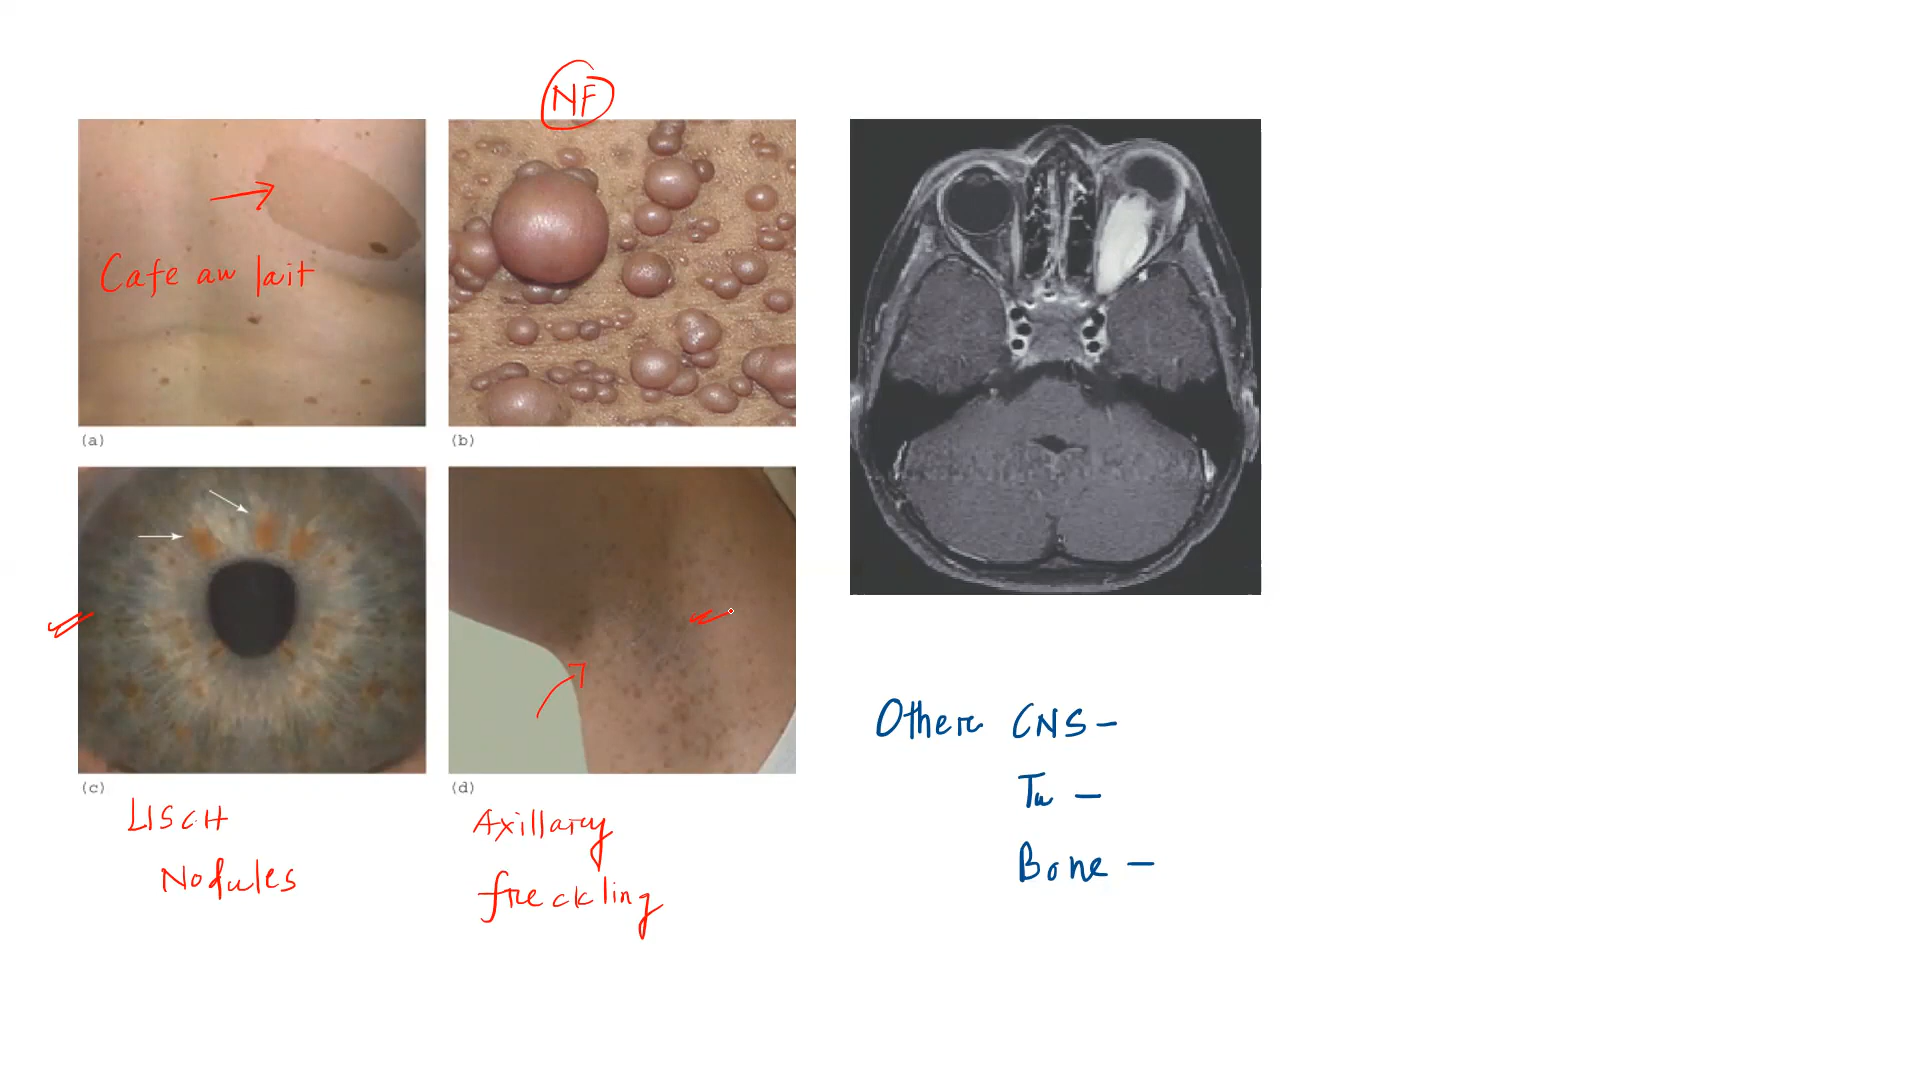 NF
Cafe au lait
(a)
(b)
(c)
(d)
LISCH
Nodules
Axillary
freckling
Other CNS -
Tu -
Bone -